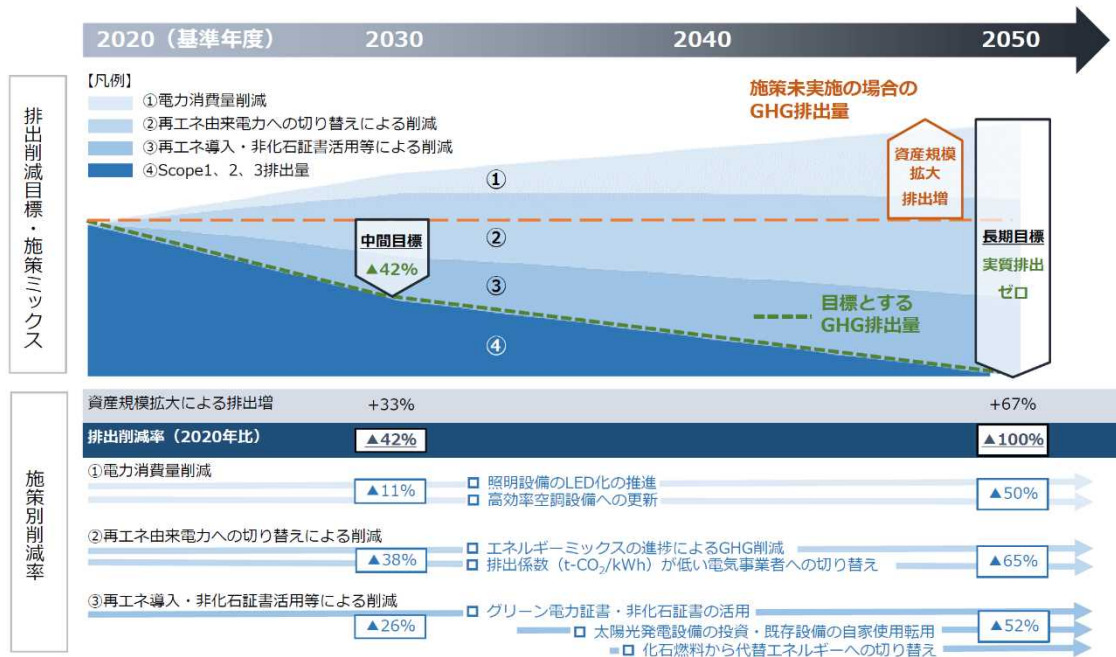 2020（基準年度）
2030
2040
2050
排出削減目標・施策ミックス
【凡例】
①電力消費量削減
②再エネ由来電力への切り替えによる削減
③再エネ導入・非化石証書活用等による削減
④Scope1、2、3排出量
施策未実施の場合の
GHG排出量
資産規模
拡大
排出増
①
②
③
④
中間目標
▲42%
長期目標
実質排出
ゼロ
目標とする
GHG排出量
施策別削減率
資産規模拡大による排出増
+33%
+67%
排出削減率（2020年比）
▲42%
▲100%
①電力消費量削減
▲11%
照明設備のLED化の推進
高効率空調設備への更新
▲50%
②再エネ由来電力への切り替えによる削減
▲38%
エネルギーミックスの進捗によるGHG削減
排出係数（t-CO₂/kWh）が低い電気事業者への切り替え
▲65%
③再エネ導入・非化石証書活用等による削減
▲26%
グリーン電力証書・非化石証書の活用
太陽光発電設備の投資・既存設備の自家使用転用
化石燃料から代替エネルギーへの切り替え
▲52%